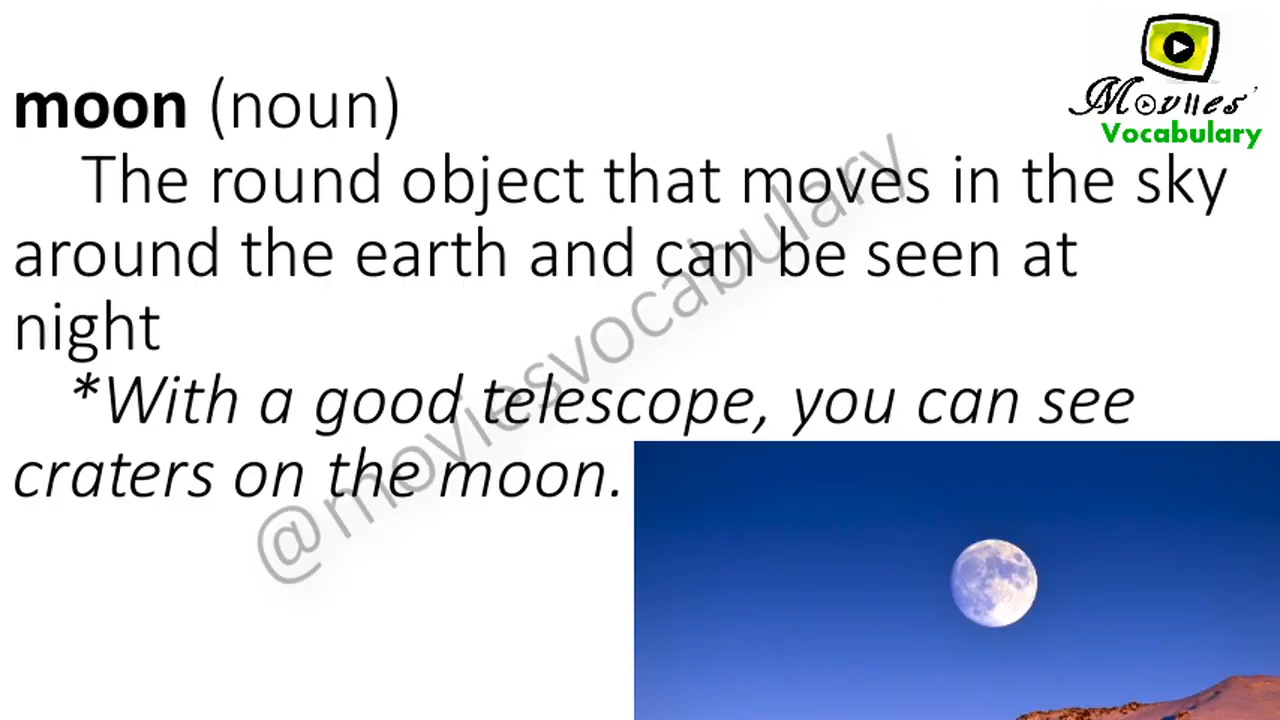 Movies'
Vocabulary
moon (noun)
The round object that moves in the sky
around the earth and can be seen at
night
*With a good telescope, you can see
craters on the moon.
@moviesvocabulary